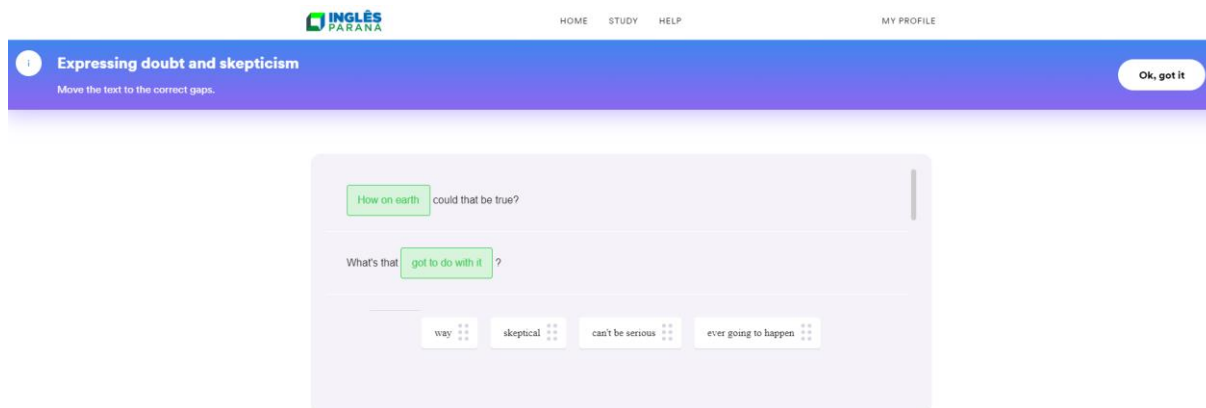 INGLÊS
PARANÁ
HOME STUDY HELP MY PROFILE
i
Expressing doubt and skepticism
Move the text to the correct gaps.
Ok, got it
How on earth could that be true?
What's that got to do with it ?
way skeptical can't be serious ever going to happen